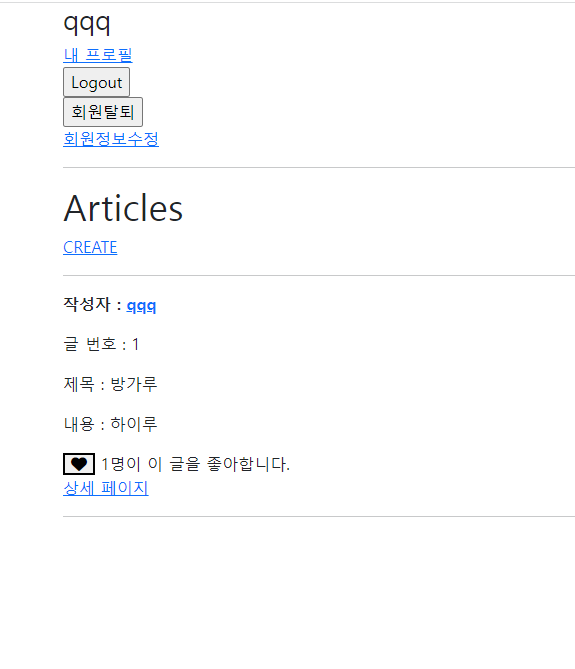 qqq
내 프로필
Logout
회원탈퇴
회원정보수정
Articles
CREATE
작성자 : qqq
글 번호 : 1
제목 : 방가루
내용 : 하이루
1명이 이 글을 좋아합니다.
상세 페이지